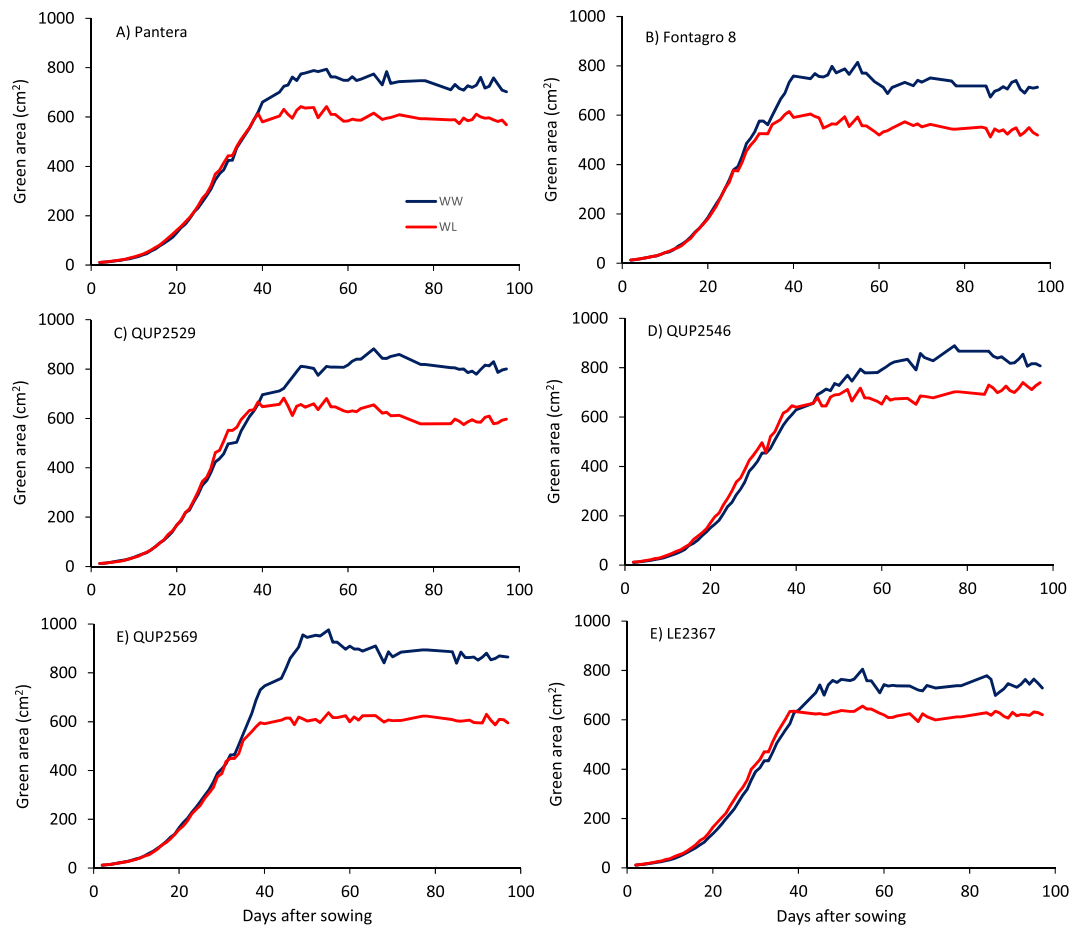 A) Pantera
Green area (cm²)
1000
800
600
400
200
0
0 20 40 60 80 100
WW
WL
B) Fontagro 8
Green area (cm²)
1000
800
600
400
200
0
0 20 40 60 80 100
C) QUP2529
Green area (cm²)
1000
800
600
400
200
0
0 20 40 60 80 100
D) QUP2546
Green area (cm²)
1000
800
600
400
200
0
0 20 40 60 80 100
E) QUP2569
Green area (cm²)
1000
800
600
400
200
0
0 20 40 60 80 100
Days after sowing
E) LE2367
Green area (cm²)
1000
800
600
400
200
0
0 20 40 60 80 100
Days after sowing